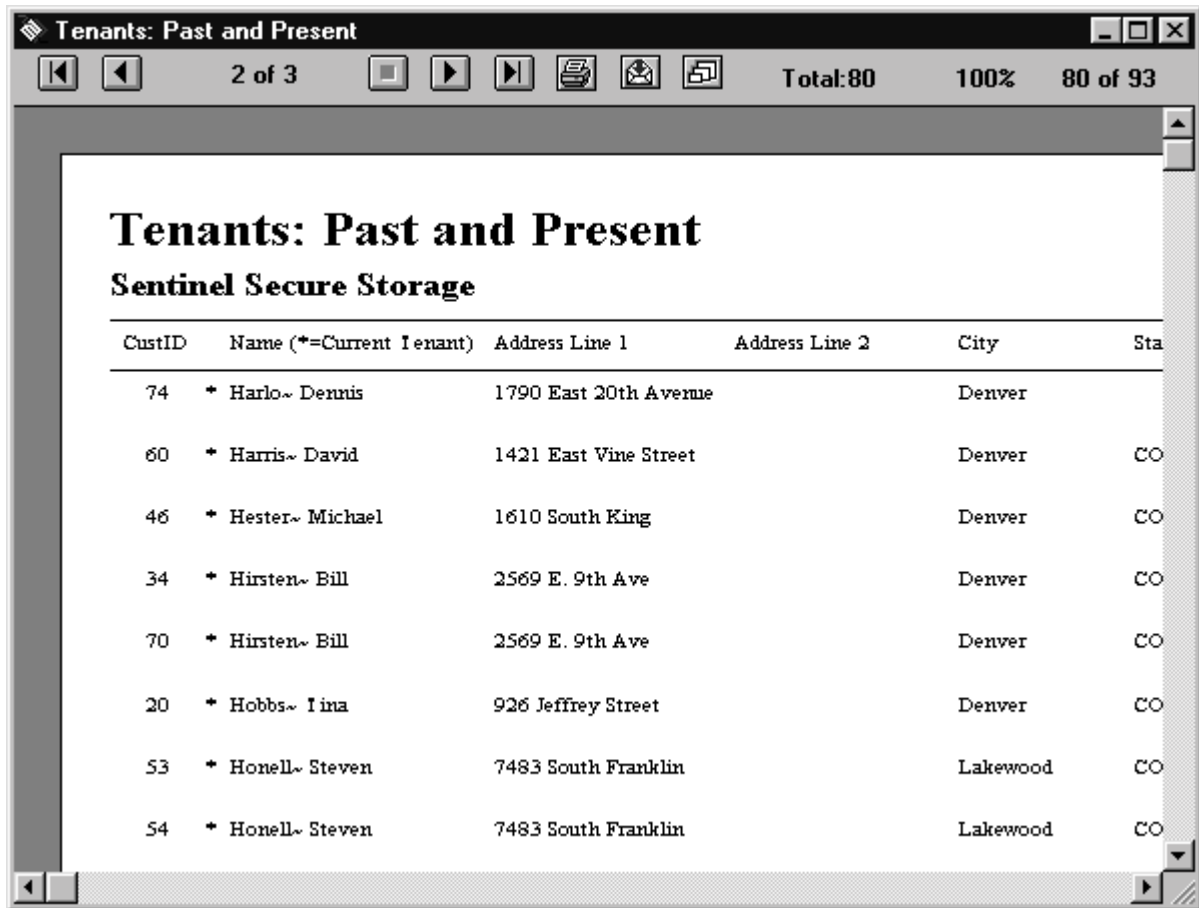 Tenants: Past and Present
2 of 3 Total:80 100% 80 of 93
Tenants: Past and Present
Sentinel Secure Storage
CustID Name (*=Current Tenant) Address Line 1 Address Line 2 City Sta
74 * Harlo~ Dennis 1790 East 20th Avenue Denver
60 * Harris~ David 1421 East Vine Street Denver CO
46 * Hester~ Michael 1610 South King Denver CO
34 * Hirsten~ Bill 2569 E. 9th Ave Denver CO
70 * Hirsten~ Bill 2569 E. 9th Ave Denver CO
20 * Hobbs~ Tina 926 Jeffrey Street Denver CO
53 * Honell~ Steven 7483 South Franklin Lakewood CO
54 * Honell~ Steven 7483 South Franklin Lakewood CO